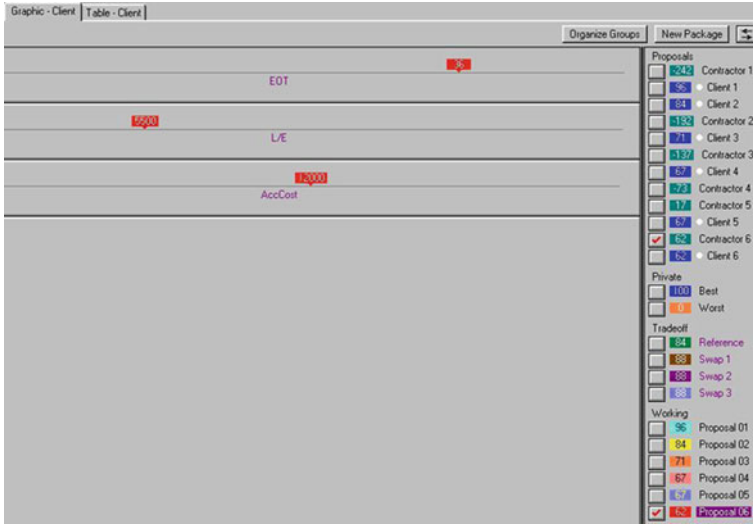 Graphic - Client Table - Client
Organize Groups New Package
36
EOT
5500
L/E
12000
AccCost
Proposals
-242 Contractor 1
96 Client 1
84 Client 2
-192 Contractor 2
71 Client 3
-137 Contractor 3
67 Client 4
-73 Contractor 4
17 Contractor 5
67 Client 5
62 Contractor 6
62 Client 6
Private
100 Best
0 Worst
Tradeoff
84 Reference
88 Swap 1
88 Swap 2
88 Swap 3
Working
96 Proposal 01
84 Proposal 02
71 Proposal 03
67 Proposal 04
67 Proposal 05
62 Proposal 06